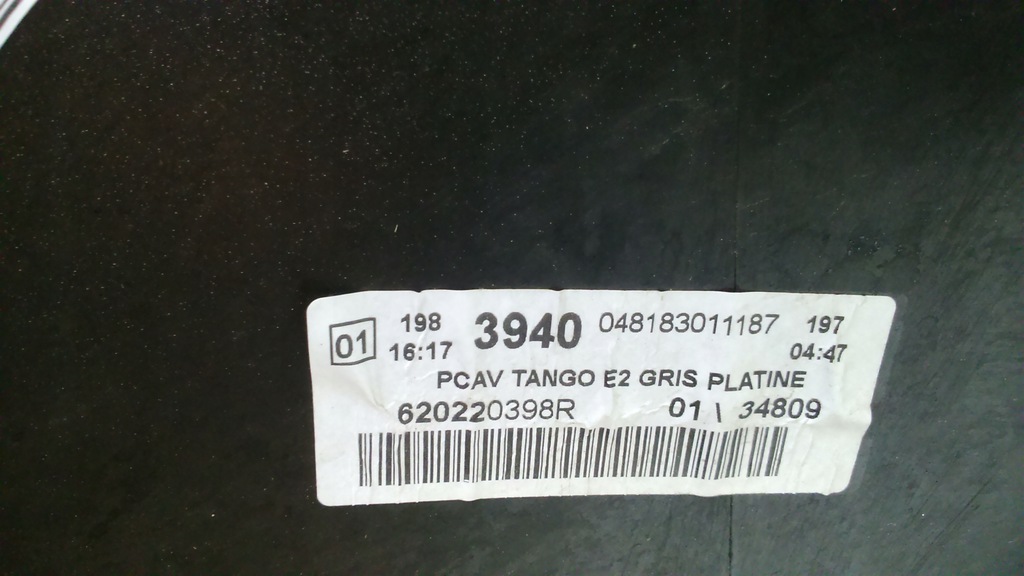 01 198 3940 048183011187 197
16:17 04:47
PCAV TANGO E2 GRIS PLATINE
620220398R 01 \ 34809